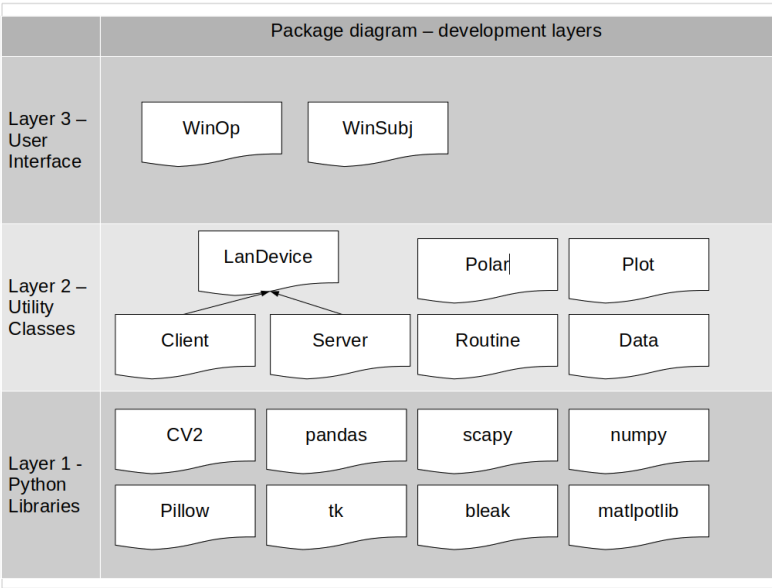 Package diagram – development layers
Layer 3 –
User
Interface
WinOp
WinSubj
Layer 2 –
Utility
Classes
LanDevice
Polar
Plot
Client
Server
Routine
Data
Layer 1 -
Python
Libraries
CV2
pandas
scapy
numpy
Pillow
tk
bleak
matlpotlib